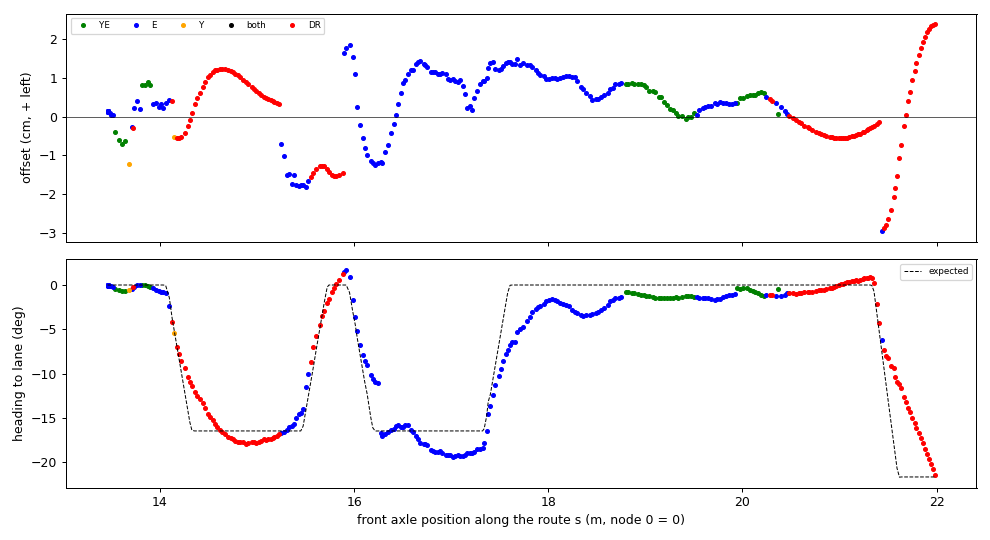 YE E Y both DR
offset (cm, + left)
2
1
0
−1
−2
−3
expected
heading to lane (deg)
0
−5
−10
−15
−20
14 16 18 20 22
front axle position along the route s (m, node 0 = 0)